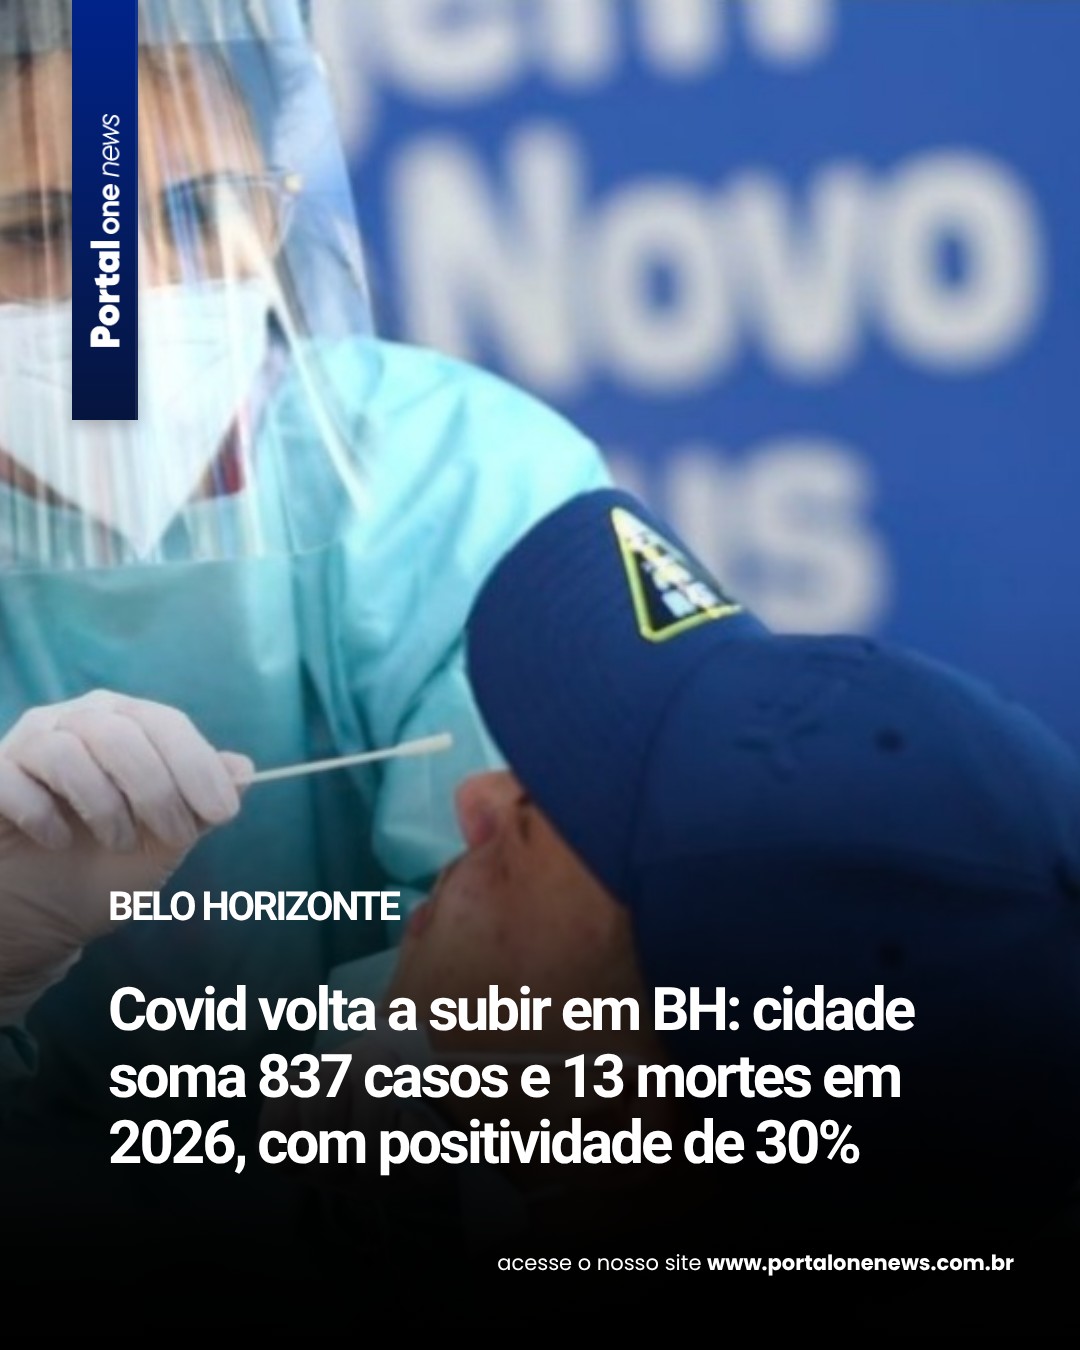 Portal one news
Novo
BELO HORIZONTE
Covid volta a subir em BH: cidade
soma 837 casos e 13 mortes em
2026, com positividade de 30%
acesse o nosso site www.portalonenews.com.br